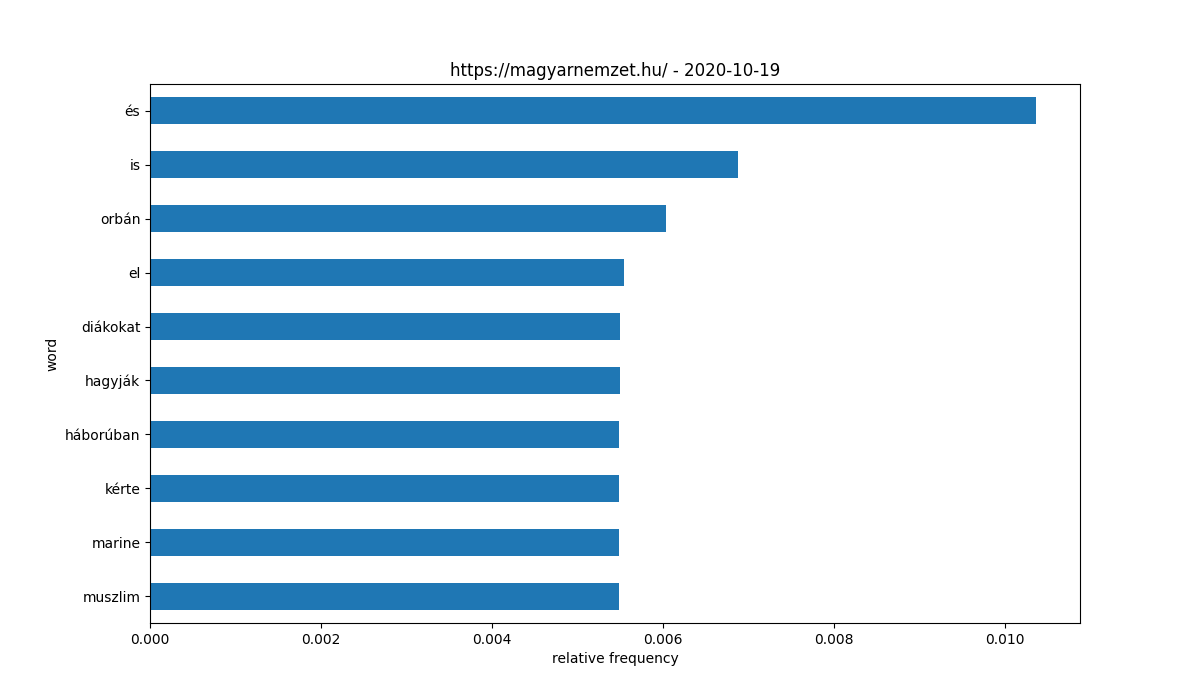 https://magyarnemzet.hu/ - 2020-10-19
és
is
orbán
el
diákokat
hagyják
háborúban
kérte
marine
muszlim
word
0.000 0.002 0.004 0.006 0.008 0.010
relative frequency